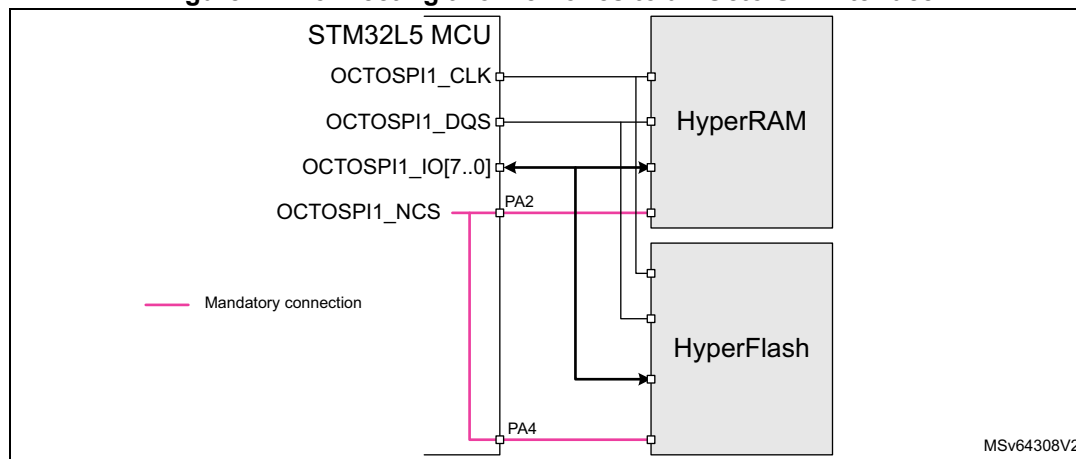 STM32L5 MCU
OCTOSPI1_CLK
OCTOSPI1_DQS
HyperRAM
OCTOSPI1_IO[7..0]
OCTOSPI1_NCS
PA2
Mandatory connection
HyperFlash
PA4
MSv64308V2